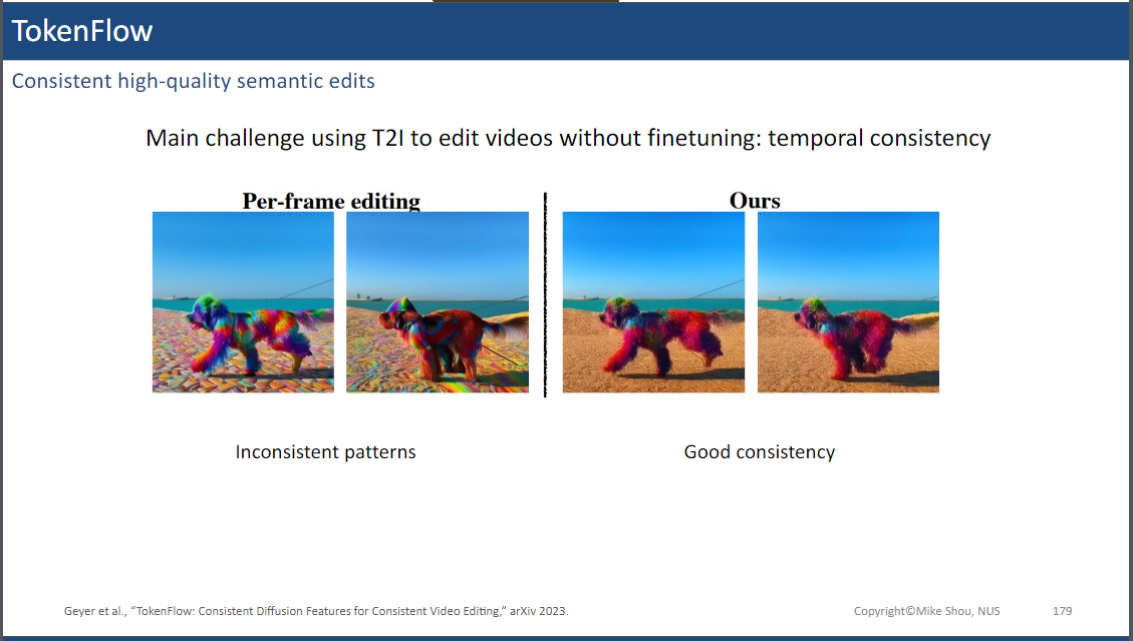 TokenFlow
Consistent high-quality semantic edits
Main challenge using T2I to edit videos without finetuning: temporal consistency
Per-frame editing
Ours
Inconsistent patterns
Good consistency
Geyer et al., “TokenFlow: Consistent Diffusion Features for Consistent Video Editing,” arXiv 2023.
Copyright©Mike Shou, NUS
179